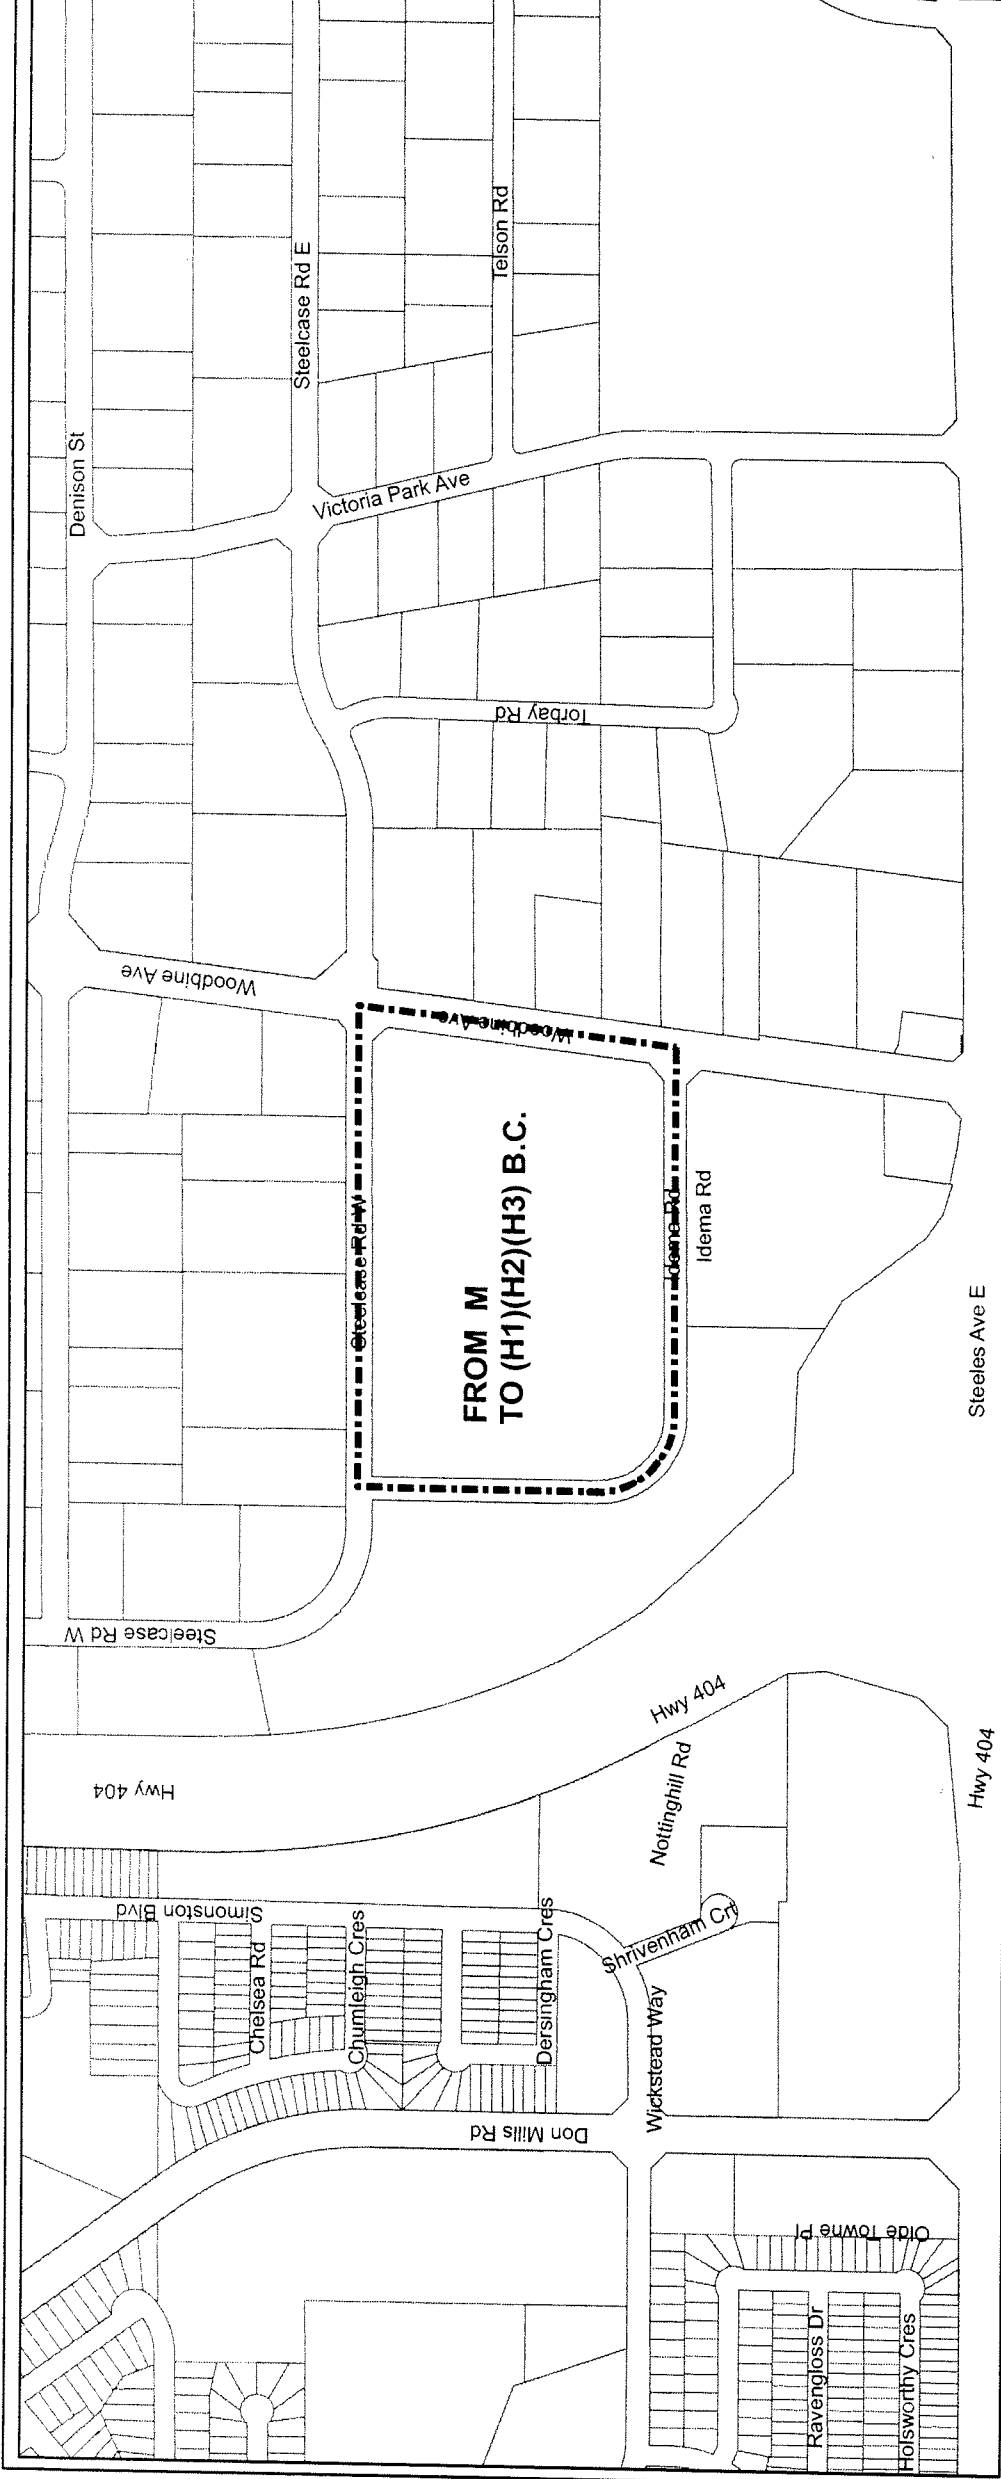 Denison St
Steelcase Rd E
Telson Rd
Victoria Park Ave
Torbay Rd
Woodbine Ave
Woodbine Ave
Steelcase Rd W
FROM M
TO (H1)(H2)(H3) B.C.
Idema Rd
Steeles Ave E
Steelcase Rd W
Hwy 404
Hwy 404
Hwy 404
Nottinghill Rd
Simonston Blvd
Chelsea Rd
Chumleigh Cres
Dersingham Cres
Shrivenham Crt
Wickstead Way
Don Mills Rd
Olde Towne Pl
Ravengloss Dr
Holsworthy Cres